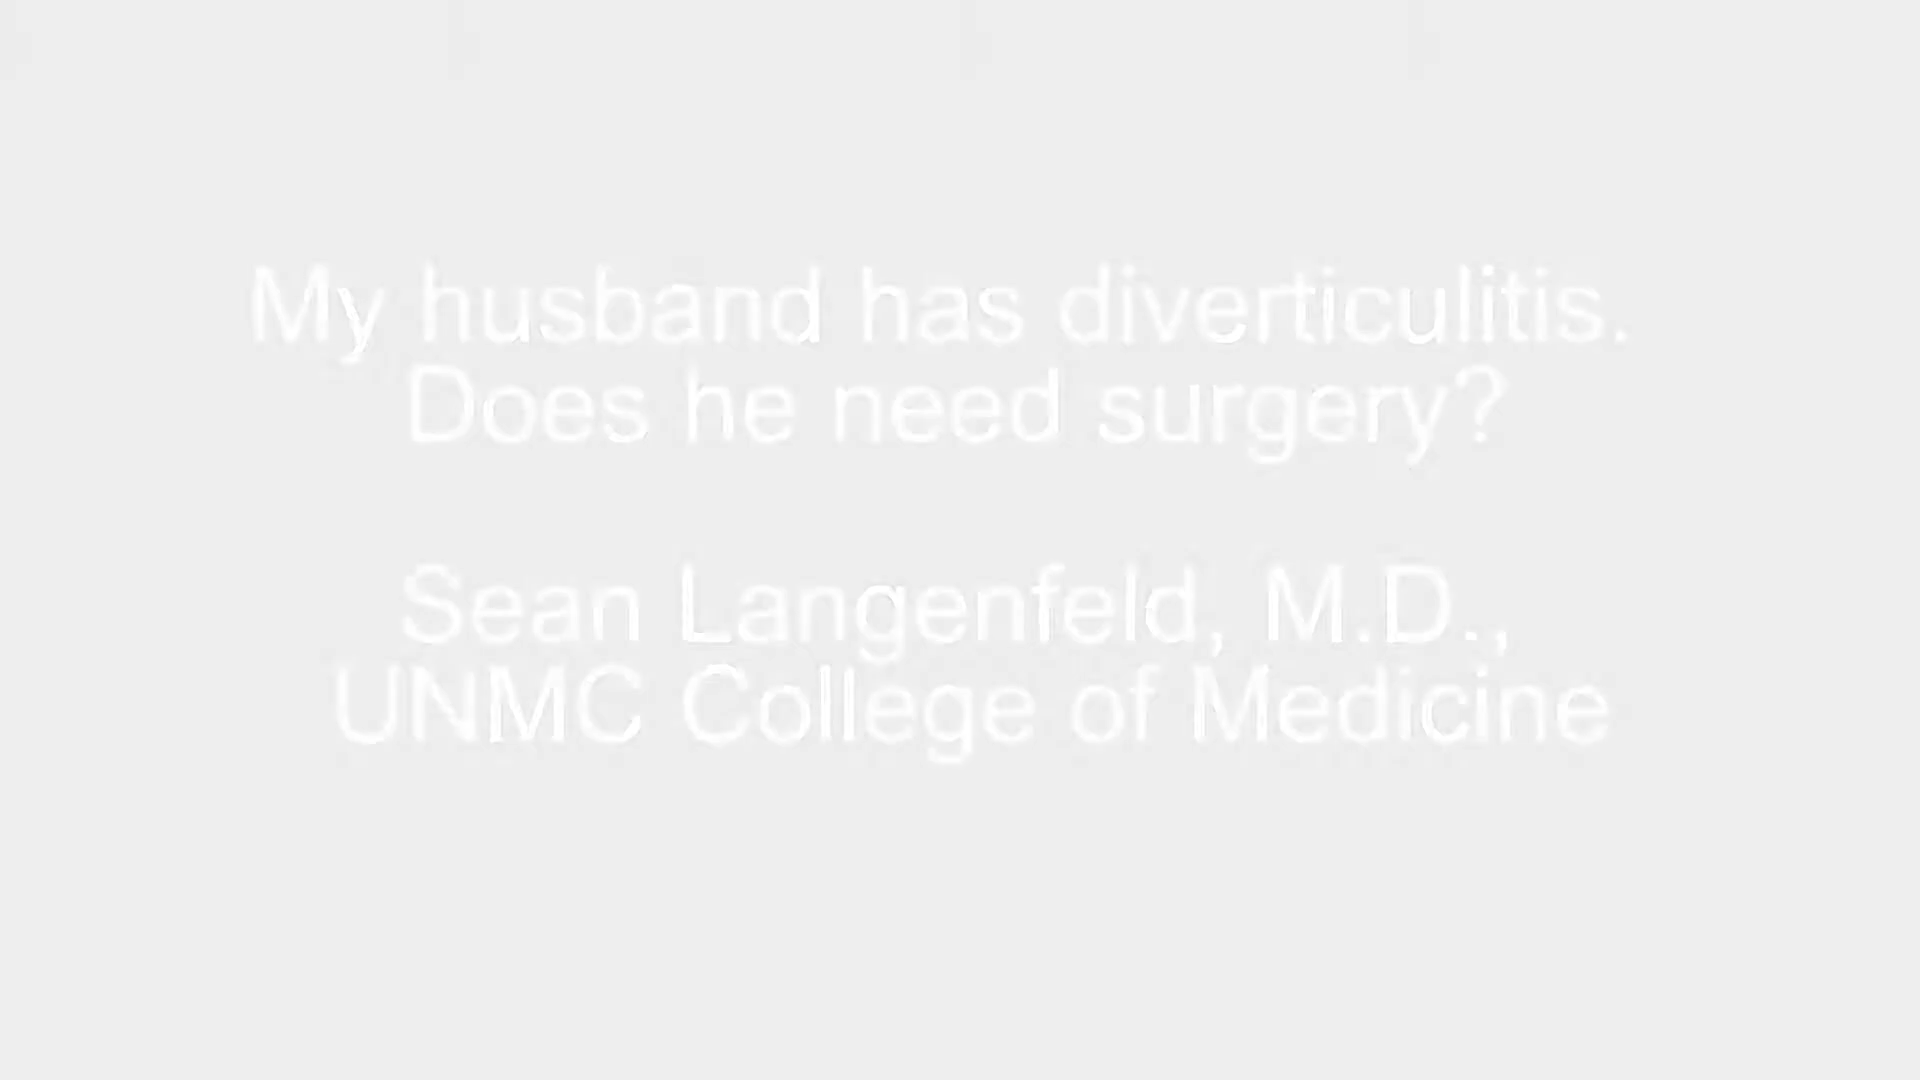 My husband has diverticulitis.
Does he need surgery?
Sean Langenfeld, M.D.,
UNMC College of Medicine